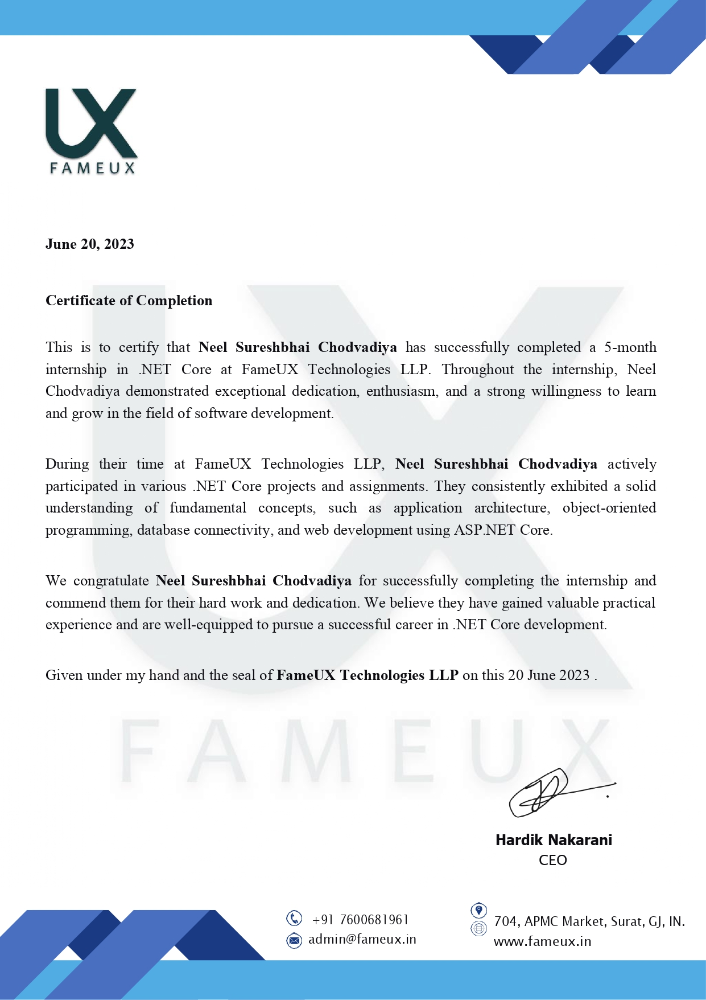 UX
FAMEUX
June 20, 2023
Certificate of Completion
This is to certify that Neel Sureshbhai Chodvadiya has successfully completed a 5-month
internship in .NET Core at FameUX Technologies LLP. Throughout the internship, Neel
Chodvadiya demonstrated exceptional dedication, enthusiasm, and a strong willingness to learn
and grow in the field of software development.
During their time at FameUX Technologies LLP, Neel Sureshbhai Chodvadiya actively
participated in various .NET Core projects and assignments. They consistently exhibited a solid
understanding of fundamental concepts, such as application architecture, object-oriented
programming, database connectivity, and web development using ASP.NET Core.
We congratulate Neel Sureshbhai Chodvadiya for successfully completing the internship and
commend them for their hard work and dedication. We believe they have gained valuable practical
experience and are well-equipped to pursue a successful career in .NET Core development.
Given under my hand and the seal of FameUX Technologies LLP on this 20 June 2023 .
UX
FAMEUX
Hardik Nakarani
CEO
+91 7600681961
admin@fameux.in
704, APMC Market, Surat, GJ, IN.
www.fameux.in